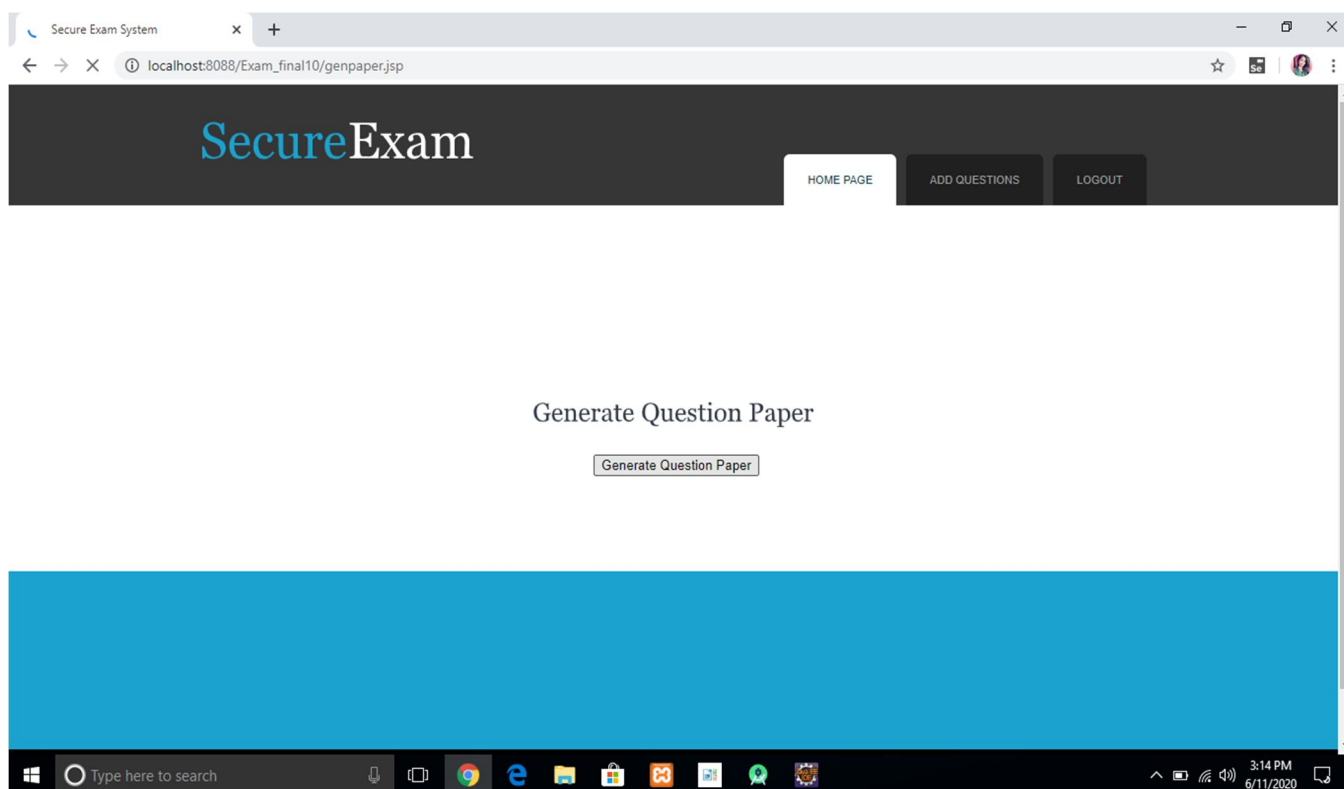 Secure Exam System
localhost:8088/Exam_final10/genpaper.jsp
Se
SecureExam
HOME PAGE
ADD QUESTIONS
LOGOUT
Generate Question Paper
Generate Question Paper
Type here to search
3:14 PM
6/11/2020